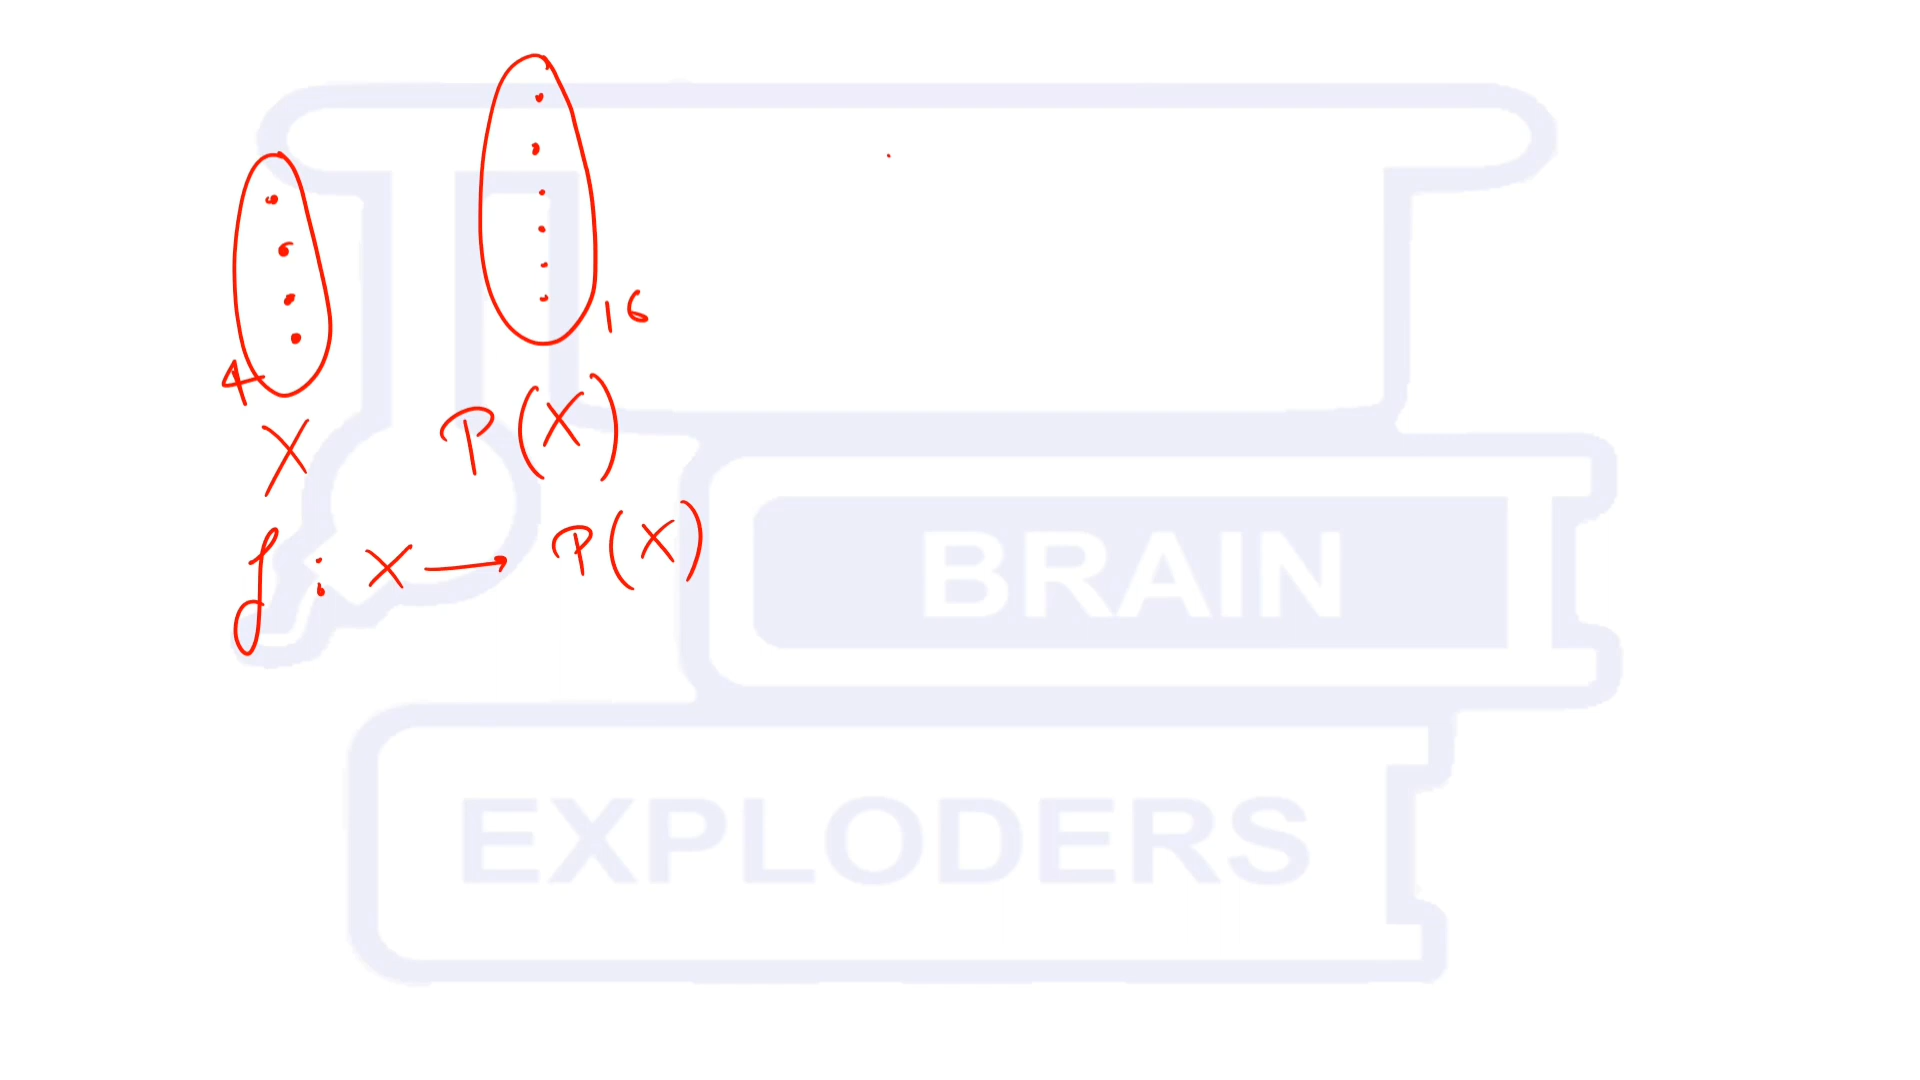 16
4
X P(X)
f : X → P(X)
BRAIN
EXPLODERS